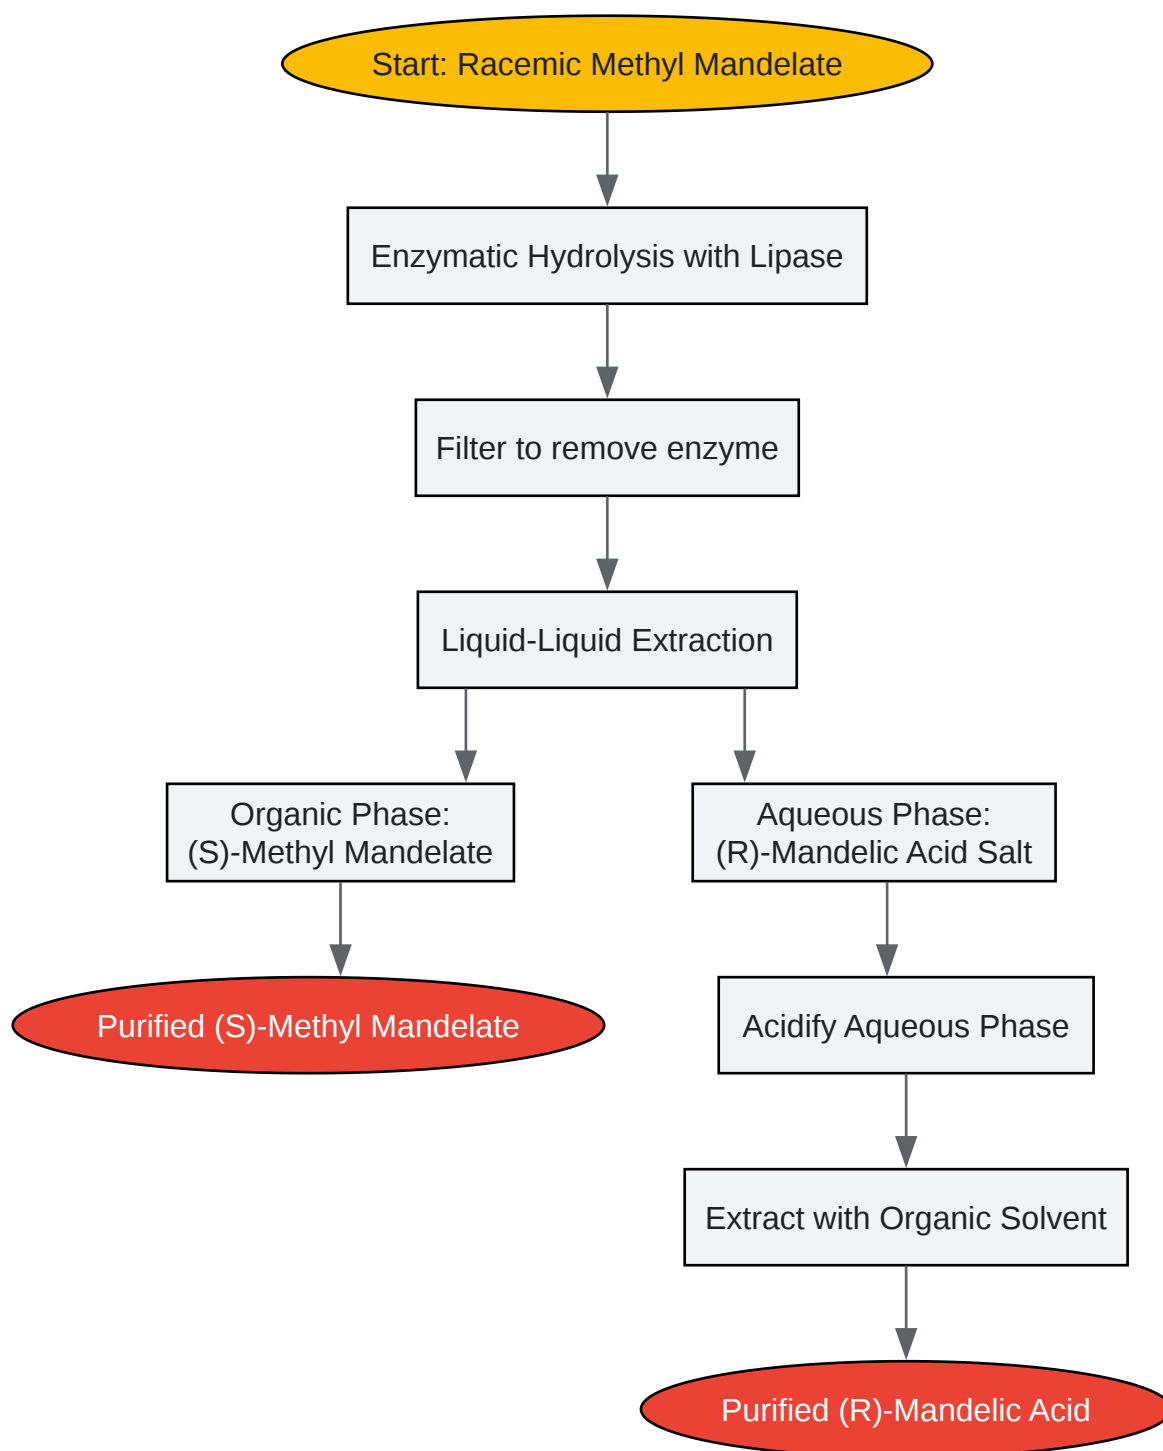 Start: Racemic Methyl Mandelate
Enzymatic Hydrolysis with Lipase
Filter to remove enzyme
Liquid-Liquid Extraction
Organic Phase:
(S)-Methyl Mandelate
Aqueous Phase:
(R)-Mandelic Acid Salt
Purified (S)-Methyl Mandelate
Acidify Aqueous Phase
Extract with Organic Solvent
Purified (R)-Mandelic Acid